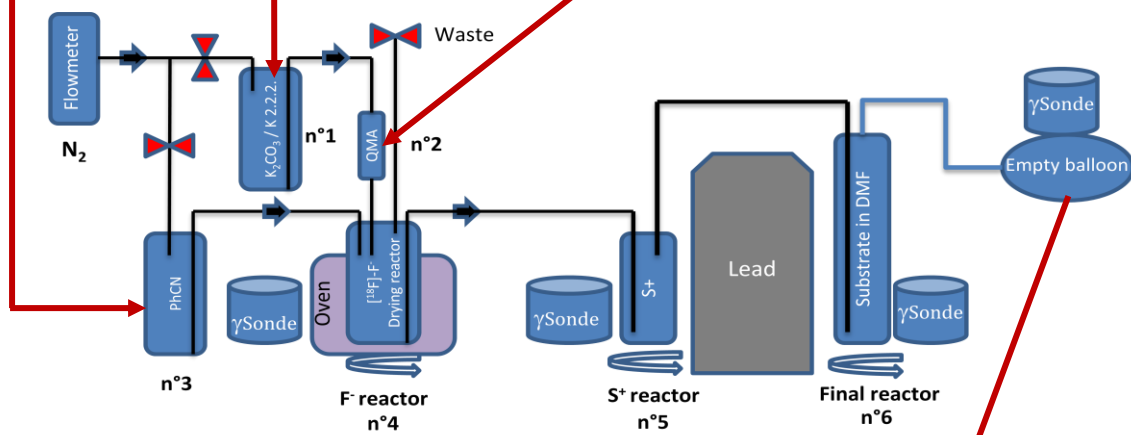 Flowmeter
N2
K2CO3 / K 2.2.2.
n°1
QMA
n°2
Waste
γSonde
Empty balloon
PhCN
n°3
γSonde
Oven
[18F]-F-
Drying reactor
F- reactor
n°4
γSonde
S+
S+ reactor
n°5
Lead
Substrate in DMF
γSonde
Final reactor
n°6